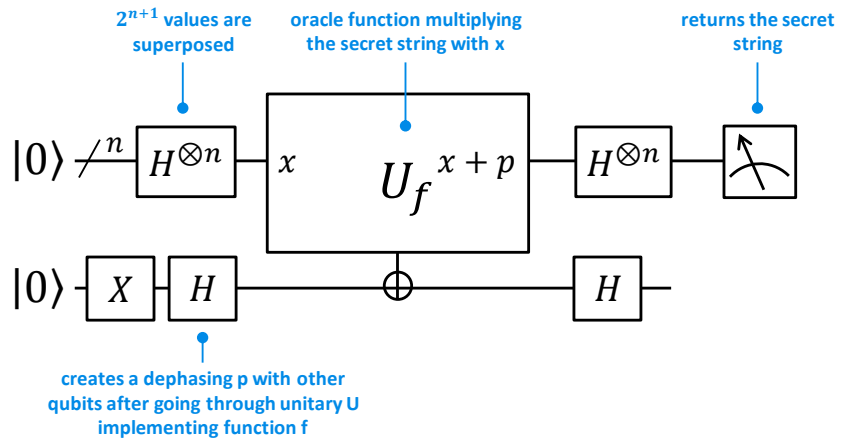 2ⁿ⁺¹ values are
superposed
oracle function multiplying
the secret string with x
returns the secret
string
|0⟩ n H⊗n x U_f x + p H⊗n
|0⟩ X H H
creates a dephasing p with other
qubits after going through unitary U
implementing function f